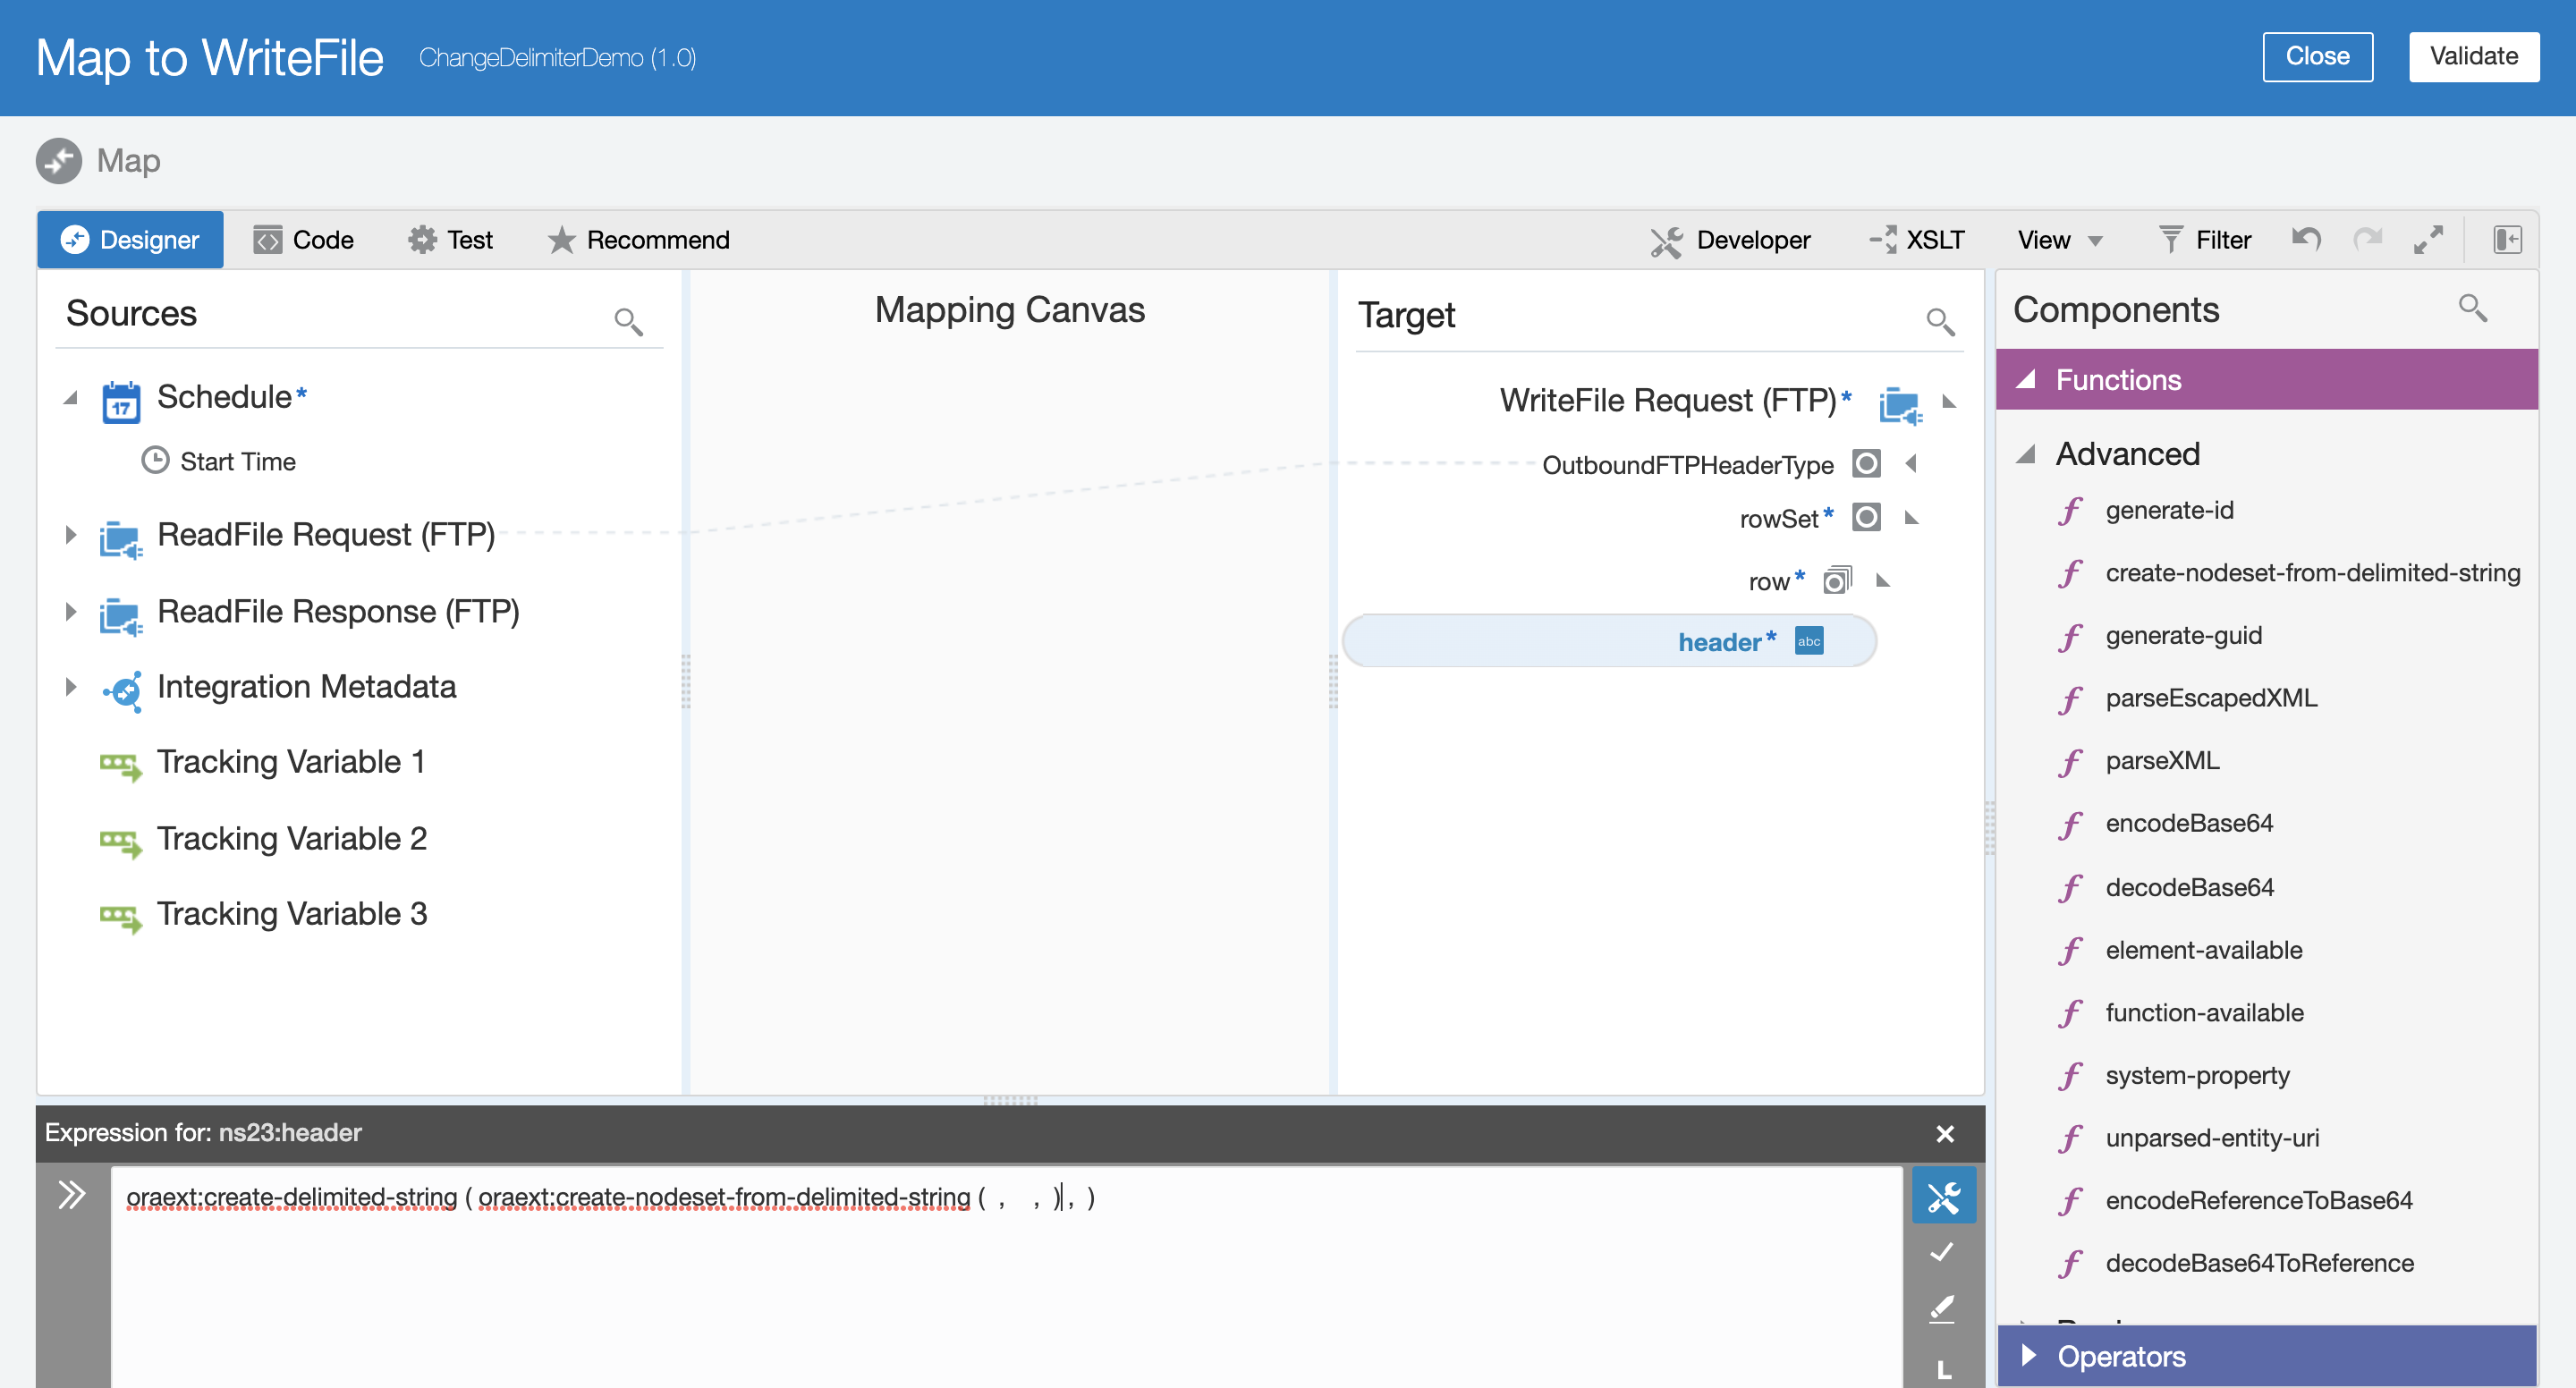 Map to WriteFile ChangeDelimiterDemo (1.0) Close Validate
Map
Designer Code Test Recommend Developer XSLT View Filter
Sources
Schedule*
17
Start Time
ReadFile Request (FTP)
ReadFile Response (FTP)
Integration Metadata
Tracking Variable 1
Tracking Variable 2
Tracking Variable 3
Mapping Canvas
Target
WriteFile Request (FTP)*
OutboundFTPHeaderType
rowSet*
row*
header* abc
Components
Functions
Advanced
f generate-id
f create-nodeset-from-delimited-string
f generate-guid
f parseEscapedXML
f parseXML
f encodeBase64
f decodeBase64
f element-available
f function-available
f system-property
f unparsed-entity-uri
f encodeReferenceToBase64
f decodeBase64ToReference
Operators
Expression for: ns23:header
oraext:create-delimited-string ( oraext:create-nodeset-from-delimited-string ( , , ) , )
L